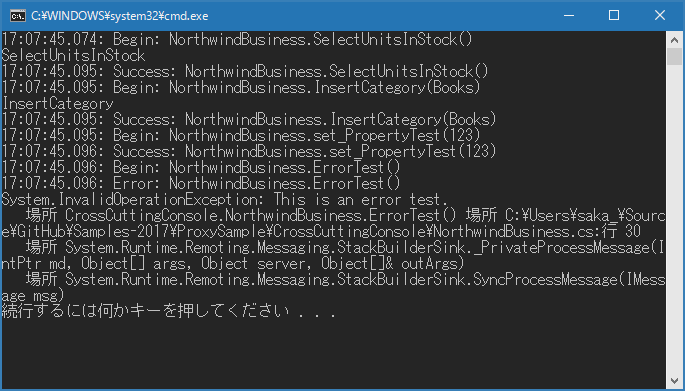 C:¥WINDOWS¥system32¥cmd.exe
17:07:45.074: Begin: NorthwindBusiness.SelectUnitsInStock()
SelectUnitsInStock
17:07:45.095: Success: NorthwindBusiness.SelectUnitsInStock()
17:07:45.095: Begin: NorthwindBusiness.InsertCategory(Books)
InsertCategory
17:07:45.095: Success: NorthwindBusiness.InsertCategory(Books)
17:07:45.095: Begin: NorthwindBusiness.set_PropertyTest(123)
17:07:45.096: Success: NorthwindBusiness.set_PropertyTest(123)
17:07:45.096: Begin: NorthwindBusiness.ErrorTest()
17:07:45.096: Error: NorthwindBusiness.ErrorTest()
System.InvalidOperationException: This is an error test.
   場所 CrossCuttingConsole.NorthwindBusiness.ErrorTest() 場所 C:¥Users¥saka_¥Sourc
e¥GitHub¥Samples-2017¥ProxySample¥CrossCuttingConsole¥NorthwindBusiness.cs:行 30
   場所 System.Runtime.Remoting.Messaging.StackBuilderSink._PrivateProcessMessage(I
ntPtr md, Object[] args, Object server, Object[]& outArgs)
   場所 System.Runtime.Remoting.Messaging.StackBuilderSink.SyncProcessMessage(IMess
age msg)
続行するには何かキーを押してください . . .